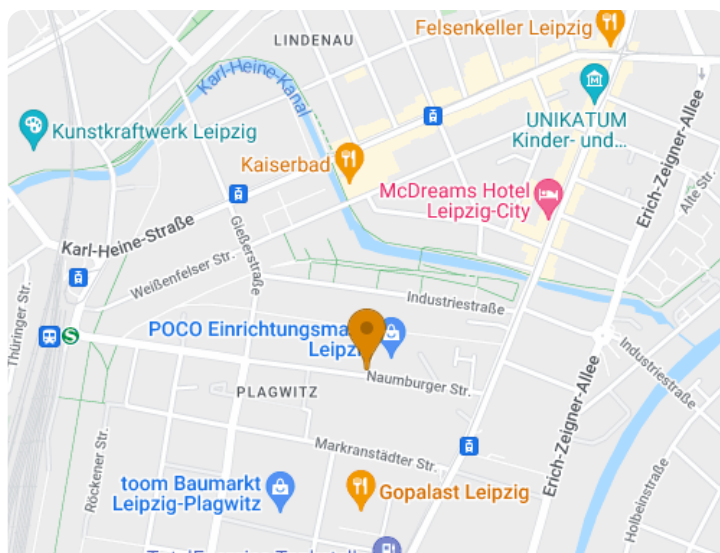 Felsenkeller Leipzig
LINDENAU
Karl-Heine-Kanal
UNIKATUM
Kinder- und...
Kunstkraftwerk Leipzig
Kaiserbad
McDreams Hotel
Leipzig-City
Erich-Zeigner-Allee
Alte Str.
Karl-Heine-Straße
Gießerstraße
Weißenfelser Str.
Industriestraße
Thüringer Str.
POCO Einrichtungsma
Leipzi
Industriestraße
Naumburger Str.
PLAGWITZ
Erich-Zeigner-Allee
Röckener Str.
Markranstädter Str.
toom Baumarkt
Leipzig-Plagwitz
Gopalast Leipzig
Holbeinstraße